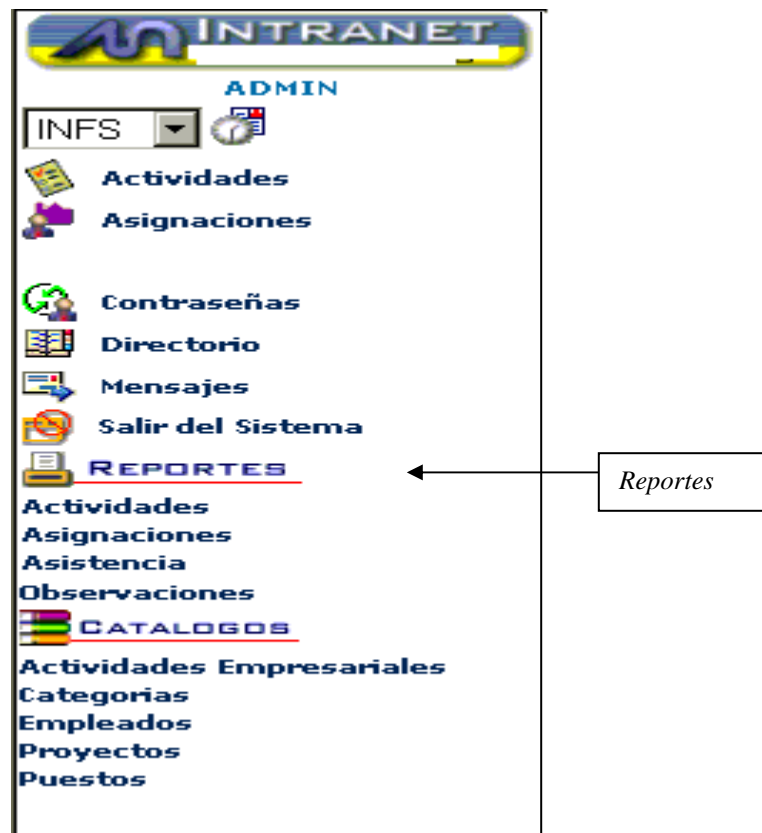 INTRANET
ADMIN
INFS
Actividades
Asignaciones
Contraseñas
Directorio
Mensajes
Salir del Sistema
REPORTES
Reportes
Actividades
Asignaciones
Asistencia
Observaciones
CATALOGOS
Actividades Empresariales
Categorias
Empleados
Proyectos
Puestos